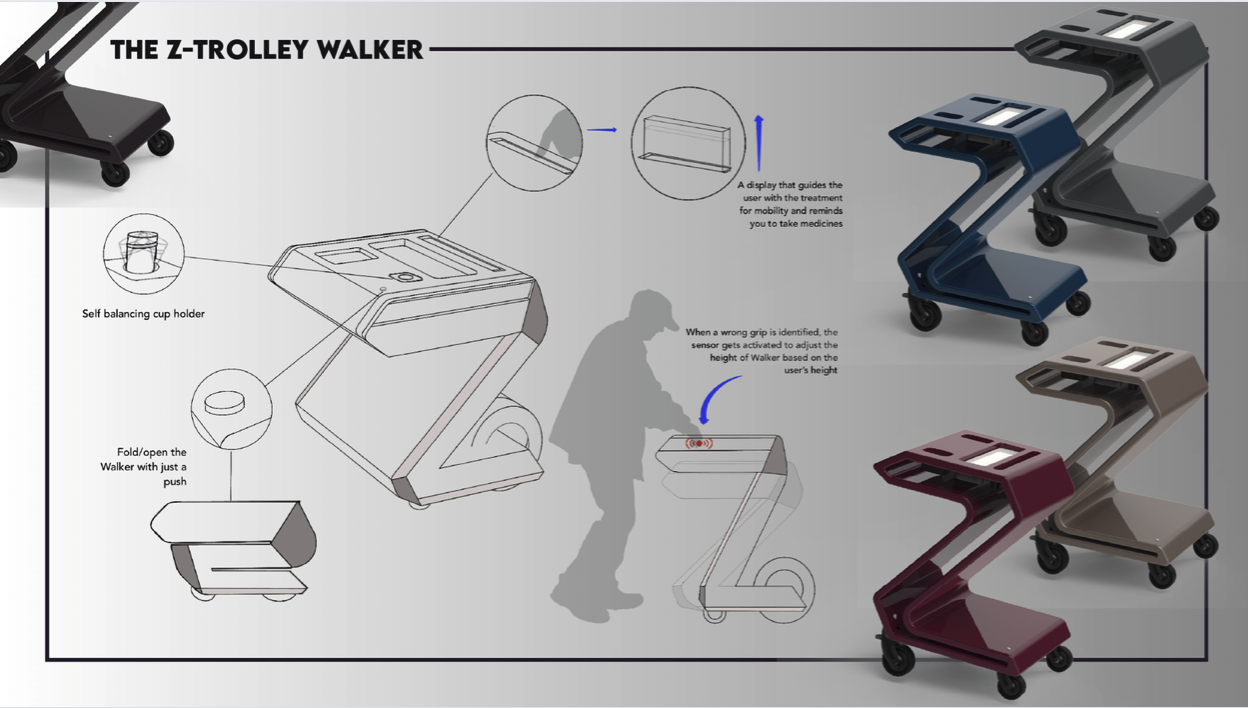 THE Z-TROLLEY WALKER
A display that guides the
user with the treatment
for mobility and reminds
you to take medicines
Self balancing cup holder
When a wrong grip is identified, the
sensor gets activated to adjust the
height of Walker based on the
user's height
Fold/open the
Walker with just a
push